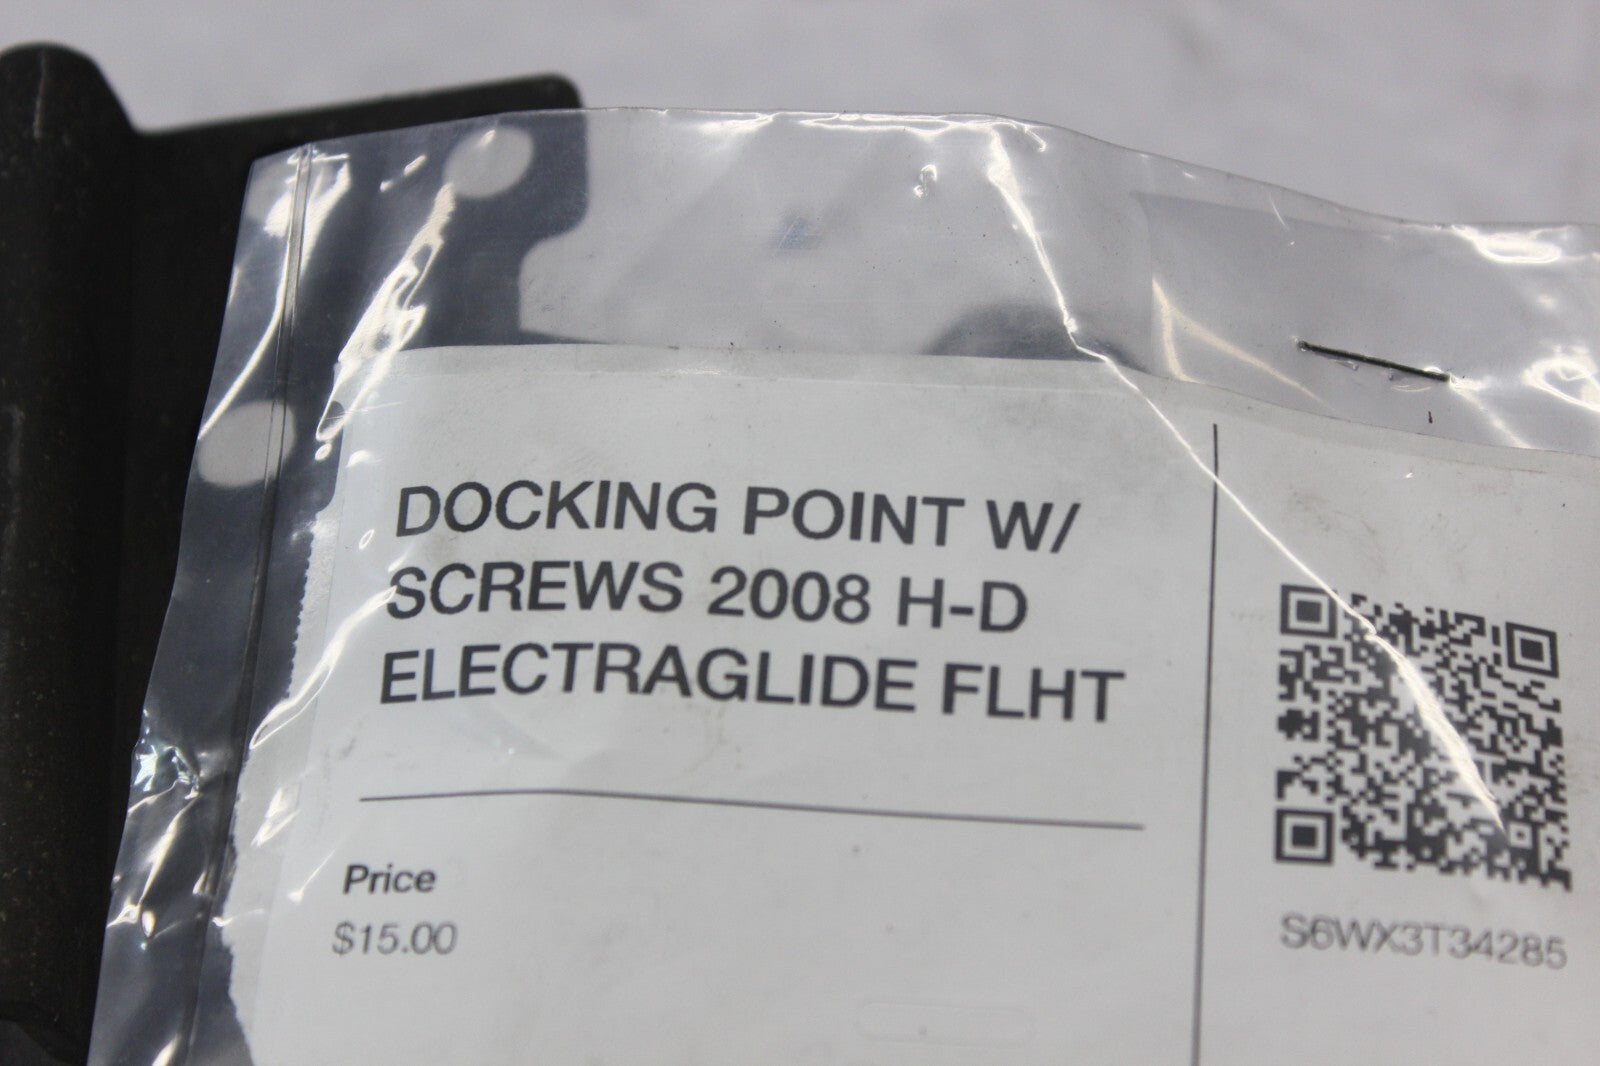 DOCKING POINT W/
SCREWS 2008 H-D
ELECTRAGLIDE FLHT
Price
$15.00
S6WX3T34285